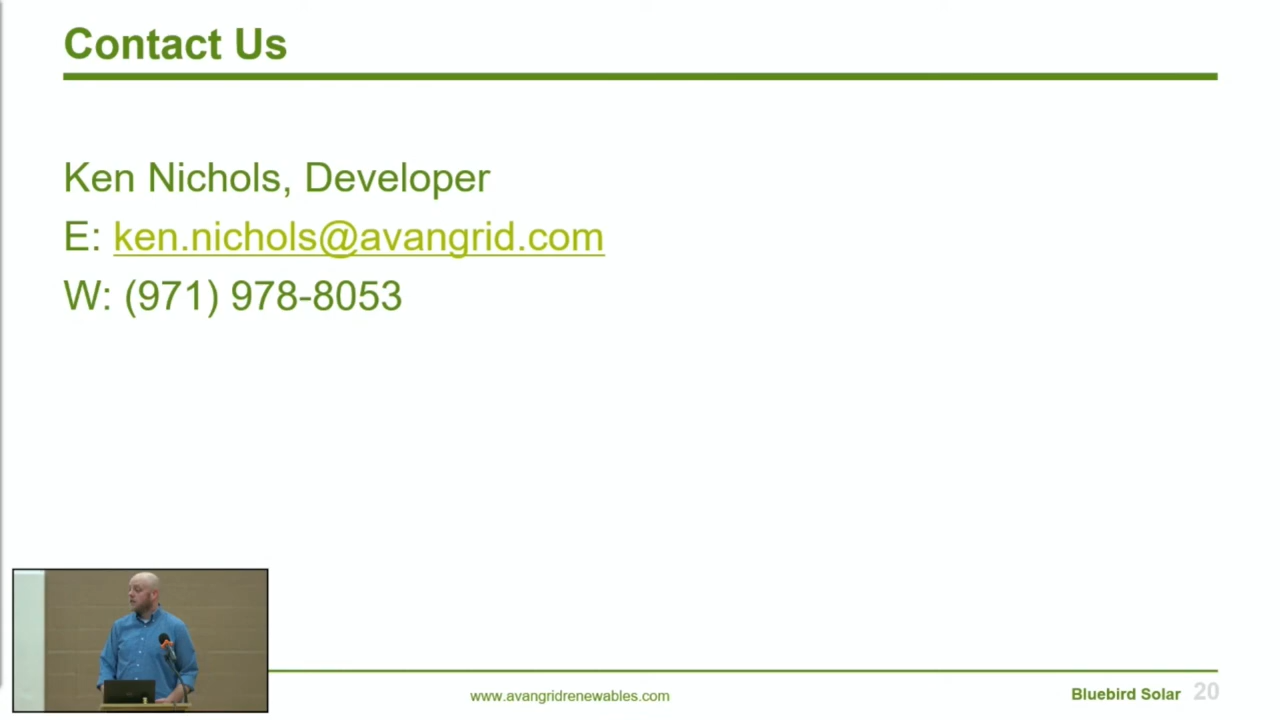 Contact Us
Ken Nichols, Developer
E: ken.nichols@avangrid.com
W: (971) 978-8053
www.avangridrenewables.com
Bluebird Solar 20